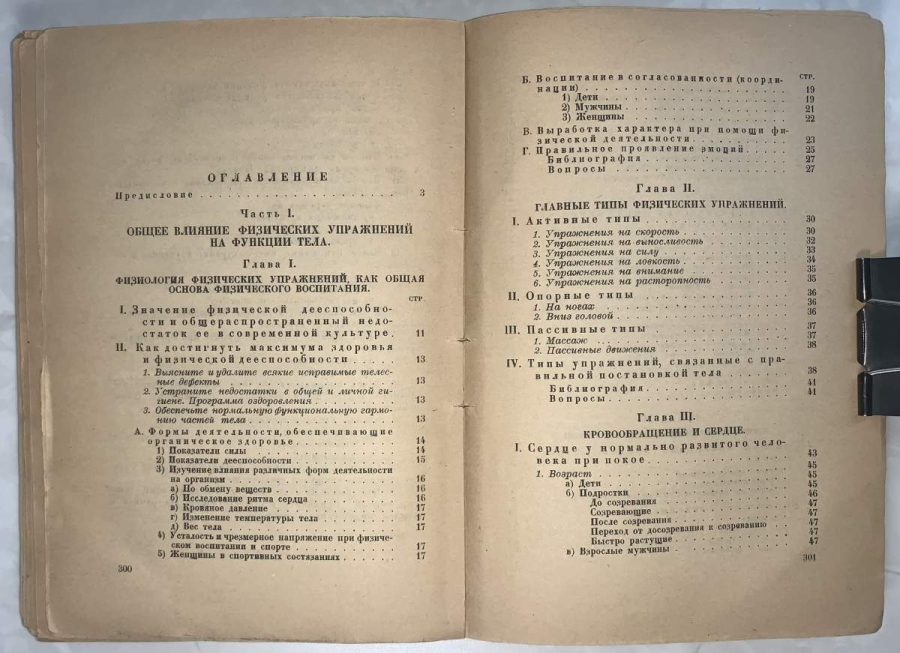 ОГЛАВЛЕНИЕ
Предисловие . . . . . . . . . . . . . . . . . . . . 3
Часть I.
ОБЩЕЕ ВЛИЯНИЕ ФИЗИЧЕСКИХ УПРАЖНЕНИЙ
НА ФУНКЦИИ ТЕЛА.
Глава I.
ФИЗИОЛОГИЯ ФИЗИЧЕСКИХ УПРАЖНЕНИЙ, КАК ОБЩАЯ
ОСНОВА ФИЗИЧЕСКОГО ВОСПИТАНИЯ.
СТР
I. Значение физической дееспособно-
сти и общераспространенный недо-
статок ее в современной культуре . 11
II. Как достигнуть максимума здоровья
и физической дееспособности . . . . . 13
1. Выясните и удалите всякие исправимые телес-
ные дефекты . . . . . . . . . . . . . . . 13
2. Устраните недостатки в общей и личной ги-
гиене. Программа оздоровления . . . . . . . . 13
3. Обеспечьте нормальную функциональную гармо-
нию частей тела . . . . . . . . . . . . . 13
А. Формы деятельности, обеспечивающие
органическое здоровье . . . . . . . . . . 14
1) Показатели силы . . . . . . . . . . . . 14
2) Показатели дееспособности . . . . . . . . 15
3) Изучение влияния различных форм деятельности
на организм . . . . . . . . . . . . . . 16
а) По обмену веществ . . . . . . . . . . 16
б) Исследование ритма сердца . . . . . . . 16
в) Кровяное давление . . . . . . . . . . 17
г) Изменение температуры тела . . . . . . 17
д) Вес тела . . . . . . . . . . . . . . 17
4) Усталость и чрезмерное напряжение при физиче-
ском воспитании и спорте . . . . . . . . . 17
5) Женщины в спортивных состязаниях . . . . . 17
300
СТР.
Б. Воспитание в согласованности (коорди-
нации) . . . . . . . . . . . . . . . . . 19
1) Дети . . . . . . . . . . . . . . . . 19
2) Мужчины . . . . . . . . . . . . . . . 21
3) Женщины . . . . . . . . . . . . . . . 22
В. Выработка характера при помощи фи-
зической деятельности . . . . . . . . . . 23
Г. Правильное проявление эмоций . . . . . 25
Библиография . . . . . . . . . . . . . . 27
Вопросы . . . . . . . . . . . . . . . . 27
Глава II.
ГЛАВНЫЕ ТИПЫ ФИЗИЧЕСКИХ УПРАЖНЕНИЙ.
I. Активные типы . . . . . . . . . . . . . 30
1. Упражнения на скорость . . . . . . . . . 30
2. Упражнения на выносливость . . . . . . . 32
3. Упражнения на силу . . . . . . . . . . . 33
4. Упражнения на ловкость . . . . . . . . . 34
5. Упражнения на внимание . . . . . . . . . 35
6. Упражнения на расторопность . . . . . . . 35
II. Опорные типы . . . . . . . . . . . . . 36
1. На ногах . . . . . . . . . . . . . . . 36
2. Вниз головой . . . . . . . . . . . . . . 36
III. Пассивные типы . . . . . . . . . . . . 37
1. Массаж . . . . . . . . . . . . . . . . 37
2. Пассивные движения . . . . . . . . . . . 38
IV. Типы упражнений, связанные с пра-
вильной постановкой тела . . . . . . . . 38
Библиография . . . . . . . . . . . . . . 41
Вопросы . . . . . . . . . . . . . . . . 41
Глава III.
КРОВООБРАЩЕНИЕ И СЕРДЦЕ.
I. Сердце у нормально развитого чело-
века при покое . . . . . . . . . . . . . 43
1. Возраст . . . . . . . . . . . . . . . . 45
а) Дети . . . . . . . . . . . . . . . . 45
б) Подростки . . . . . . . . . . . . . . 46
До созревания . . . . . . . . . . . . . 47
Созревающие . . . . . . . . . . . . . . 47
После созревания . . . . . . . . . . . . 47
Переход от досозревания к созреванию . . . 47
Быстро растущие . . . . . . . . . . . . 47
в) Взрослые мужчины . . . . . . . . . . . 47
301